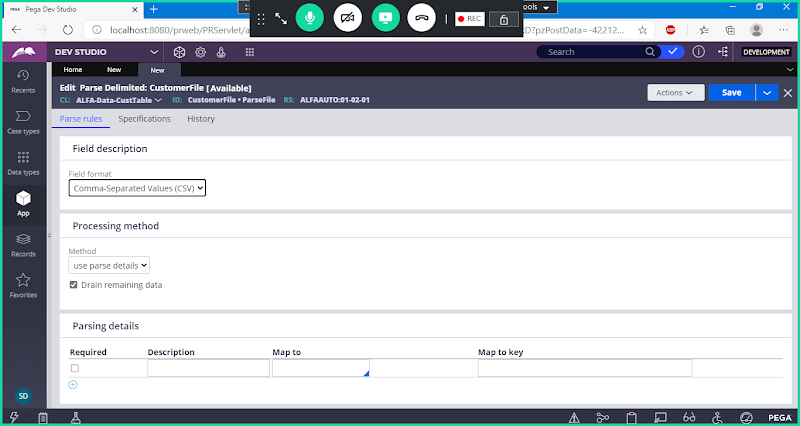 PEGA Pega Dev Studio
ools
REC
localhost:8080/prweb/PRServlet/a
D?pzPostData=-42211
DEV STUDIO
Search
DEVELOPMENT
Home New New
Recents
Case types
Data types
App
Records
Favorites
SD
Edit Parse Delimited: CustomerFile [Available]
CL: ALFA-Data-CustTable ID: CustomerFile • ParseFile RS: ALFAAUTO:01-02-01
Actions Save
Parse rules Specifications History
Field description
Field format
Comma-Separated Values (CSV)
Processing method
Method
use parse details
Drain remaining data
Parsing details
Required Description Map to Map to key
PEGA